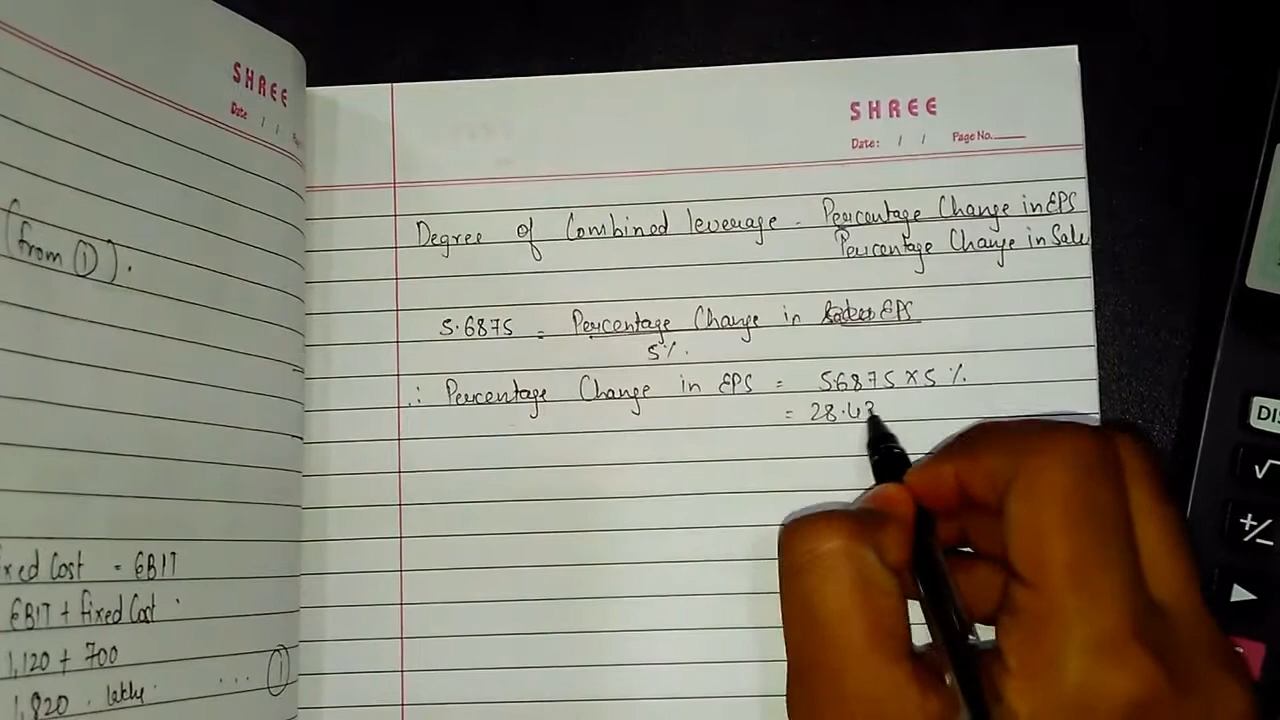 SHREE
Date / /
(from ①).
xed Cost = EBIT
EBIT + fixed Cost
1,120 + 700
1,820 . lakhs. ... ①
SHREE
Date: / / Page No.
Degree of Combined leverage = Percentage Change in EPS
Percentage Change in Sales
5.6875 = Percentage Change in EPS
5%.
∴ Percentage Change in EPS = 5.6875 × 5 %.
= 28.43
DI
√
+/-